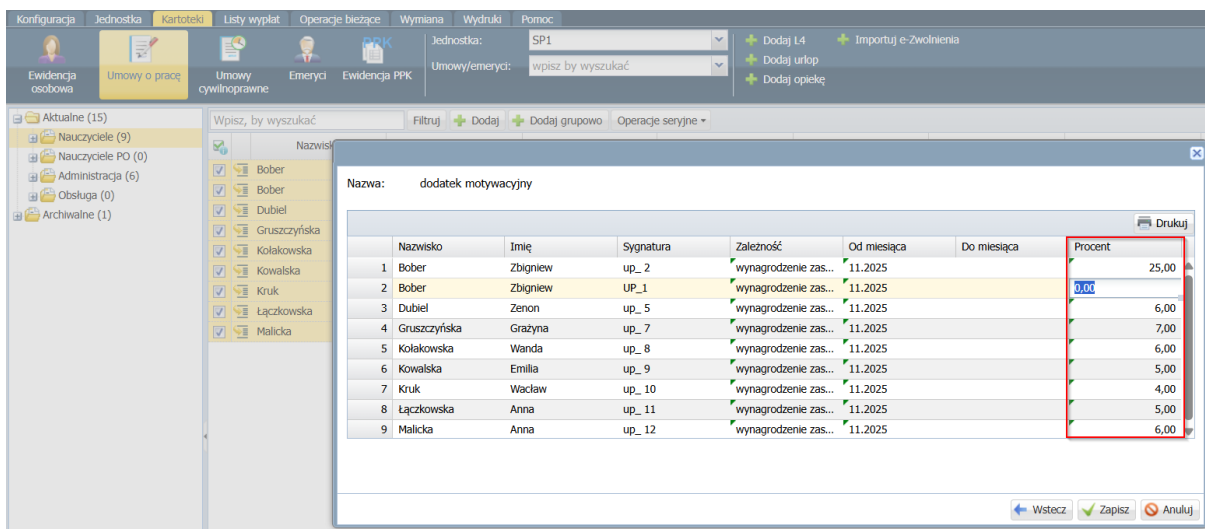 Konfiguracja Jednostka Kartoteki Listy wypłat Operacje bieżące Wymiana Wydruki Pomoc
Ewidencja osobowa
Umowy o pracę
Umowy cywilnoprawne
Emeryci
PPK
Ewidencja PPK
Jednostka: SP1
Umowy/emeryci: wpisz by wyszukać
Dodaj L4 Importuj e-Zwolnienia
Dodaj urlop
Dodaj opiekę
Aktualne (15)
Nauczyciele (9)
Nauczyciele PO (0)
Administracja (6)
Obsługa (0)
Archiwalne (1)
Wpisz, by wyszukać Filtruj Dodaj Dodaj grupowo Operacje seryjne
Bober
Bober
Dubiel
Gruszczyńska
Kołakowska
Kowalska
Kruk
Łączkowska
Malicka
Nazwa: dodatek motywacyjny
Drukuj
Nazwisko Imię Sygnatura Zależność Od miesiąca Do miesiąca Procent
1 Bober Zbigniew up_ 2 wynagrodzenie zas... 11.2025 25,00
2 Bober Zbigniew UP_1 wynagrodzenie zas... 11.2025 0,00
3 Dubiel Zenon up_ 5 wynagrodzenie zas... 11.2025 6,00
4 Gruszczyńska Grażyna up_ 7 wynagrodzenie zas... 11.2025 7,00
5 Kołakowska Wanda up_ 8 wynagrodzenie zas... 11.2025 6,00
6 Kowalska Emilia up_ 9 wynagrodzenie zas... 11.2025 5,00
7 Kruk Wacław up_ 10 wynagrodzenie zas... 11.2025 4,00
8 Łączkowska Anna up_ 11 wynagrodzenie zas... 11.2025 5,00
9 Malicka Anna up_ 12 wynagrodzenie zas... 11.2025 6,00
Wstecz Zapisz Anuluj